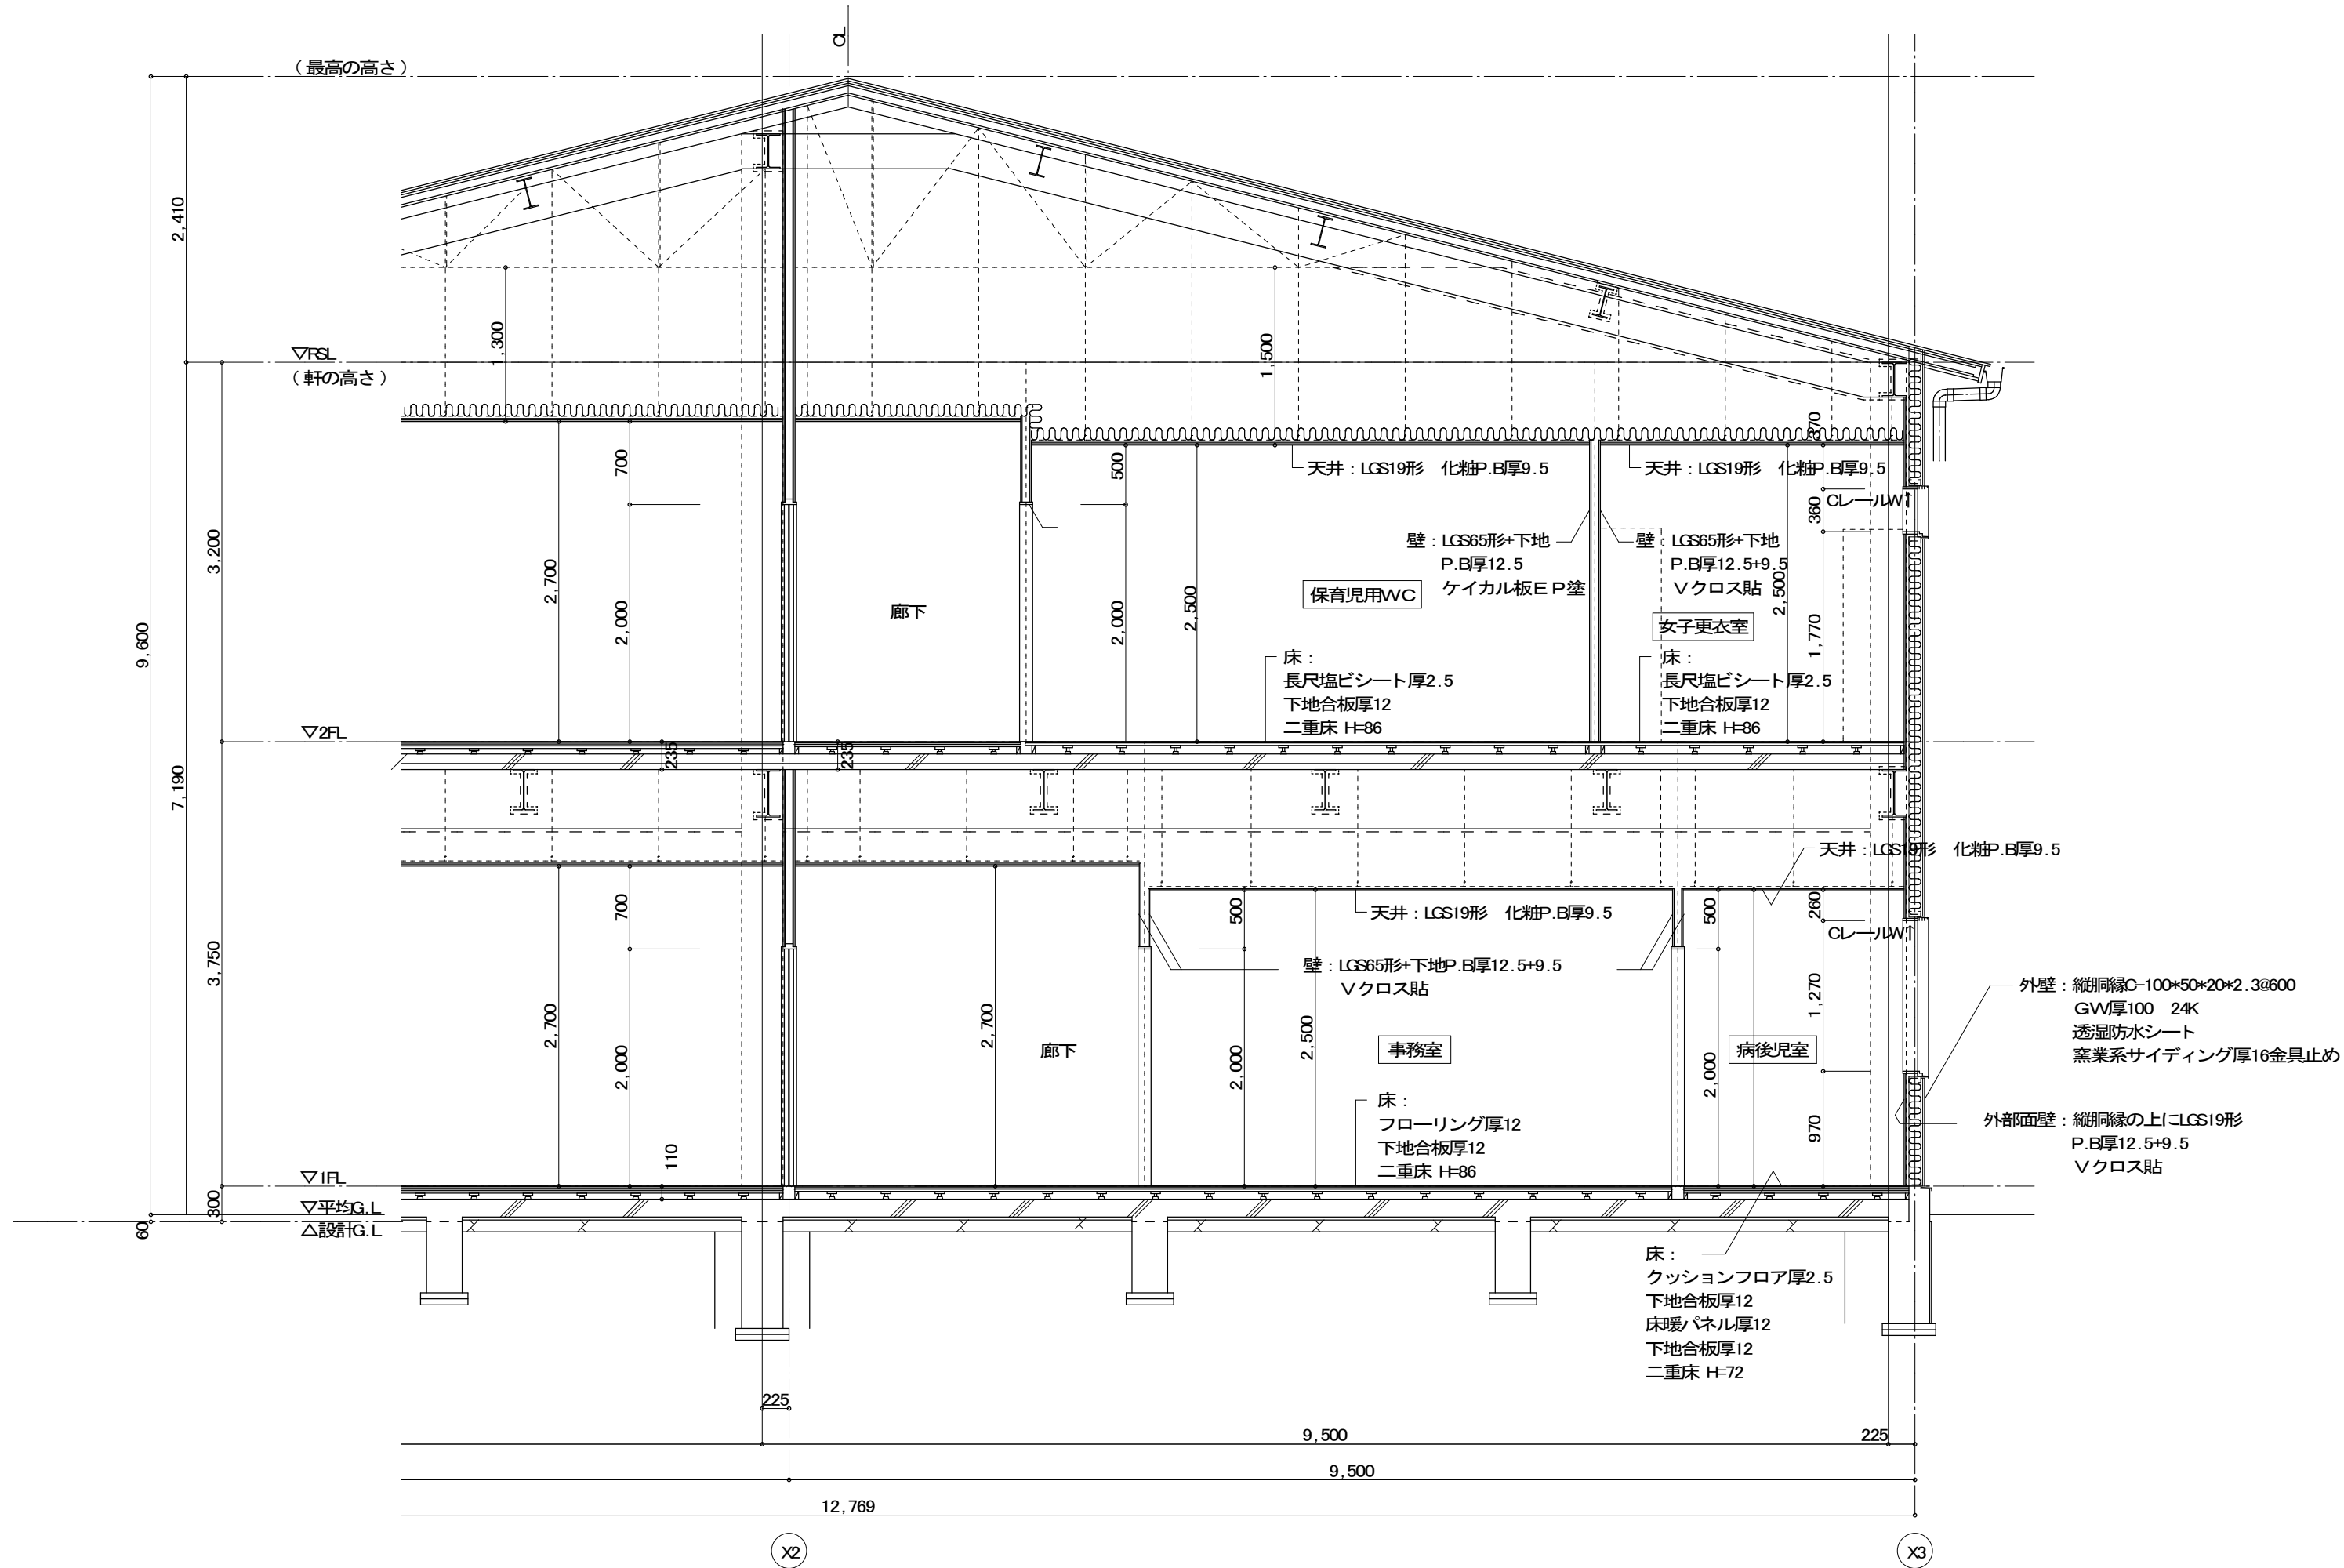 CL
(最高の高さ)
2,410
1,300
1,500
▽RSL
(軒の高さ)
370
700
500
天井：LGS19形　化粧P.B厚9.5
天井：LGS19形　化粧P.B厚9.5
CレールW↑
360
3,200
2,700
2,000
廊下
2,000
2,500
壁：LGS65形+下地
P.B厚12.5
ケイカル板ＥＰ塗
壁：LGS65形+下地
P.B厚12.5+9.5
Ｖクロス貼
2,500
1,770
保育児用WC
女子更衣室
9,600
床：
長尺塩ビシート厚2.5
下地合板厚12
二重床 H=86
床：
長尺塩ビシート厚2.5
下地合板厚12
二重床 H=86
▽2FL
235
235
7,190
天井：LGS19形　化粧P.B厚9.5
700
500
天井：LGS19形　化粧P.B厚9.5
500
260
CレールW↑
3,750
壁：LGS65形+下地P.B厚12.5+9.5
Ｖクロス貼
外壁：縦胴縁C-100*50*20*2.3@600
GW厚100　24K
透湿防水シート
窯業系サイディング厚16金具止め
2,700
2,000
2,700
廊下
2,000
2,500
事務室
2,000
病後児室
1,270
床：
フローリング厚12
下地合板厚12
二重床 H=86
970
外部面壁：縦胴縁の上にLGS19形
P.B厚12.5+9.5
Ｖクロス貼
110
▽1FL
300
▽平均G.L
60
△設計G.L
床：
クッションフロア厚2.5
下地合板厚12
床暖パネル厚12
下地合板厚12
二重床 H=72
225
9,500
225
9,500
12,769
X2
X3